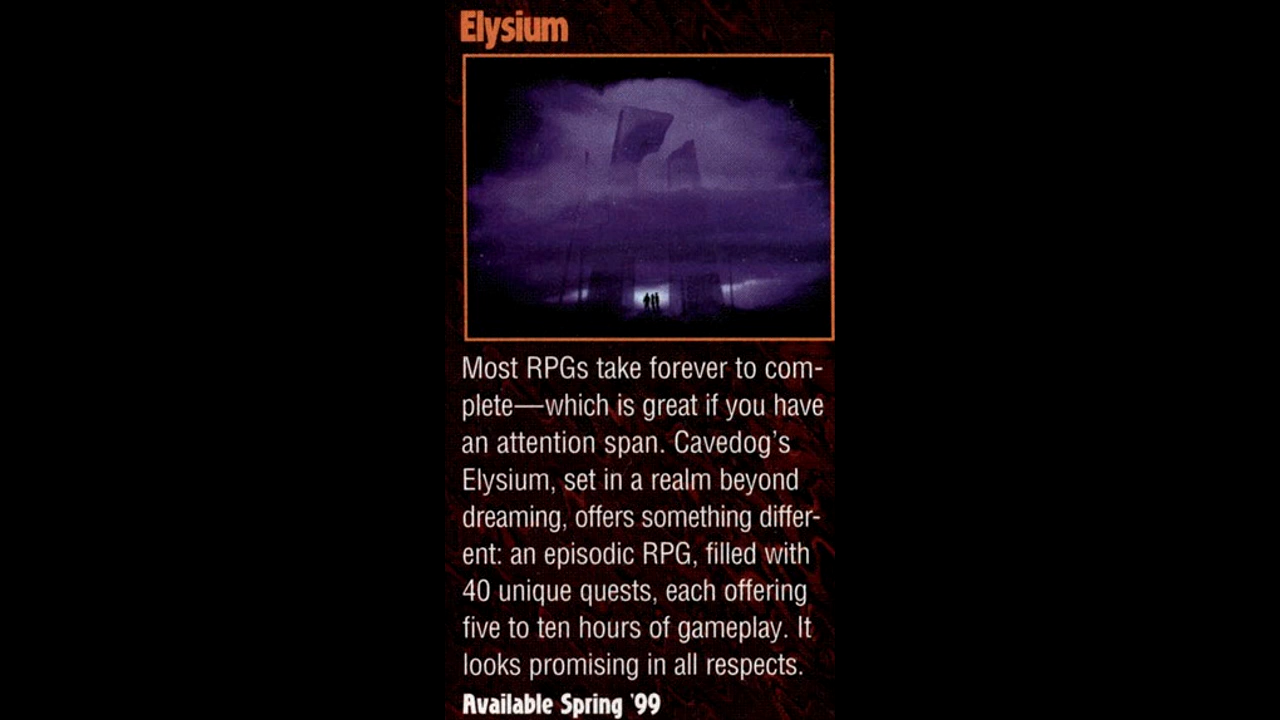 Elysium
Most RPGs take forever to com-
plete—which is great if you have
an attention span. Cavedog's
Elysium, set in a realm beyond
dreaming, offers something differ-
ent: an episodic RPG, filled with
40 unique quests, each offering
five to ten hours of gameplay. It
looks promising in all respects.
Available Spring '99